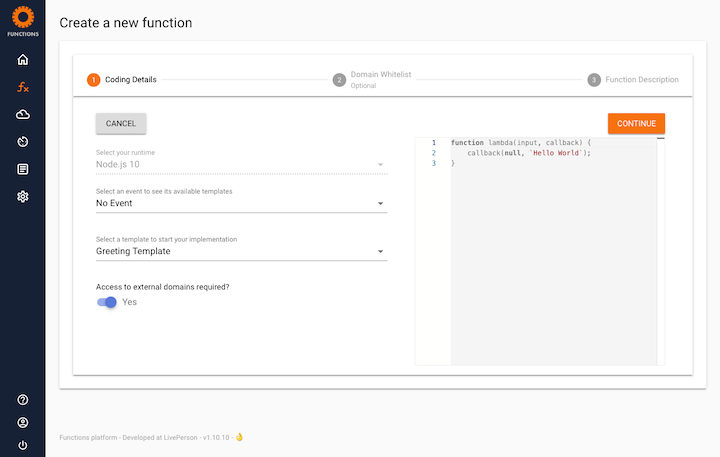 FUNCTIONS
Create a new function
1 Coding Details
2 Domain Whitelist
Optional
3 Function Description
CANCEL
CONTINUE
Select your runtime
Node.js 10
Select an event to see its available templates
No Event
Select a template to start your implementation
Greeting Template
Access to external domains required?
Yes
1 function lambda(input, callback) {
2 callback(null, `Hello World`);
3 }
Functions platform - Developed at LivePerson - v1.10.10 - 👌